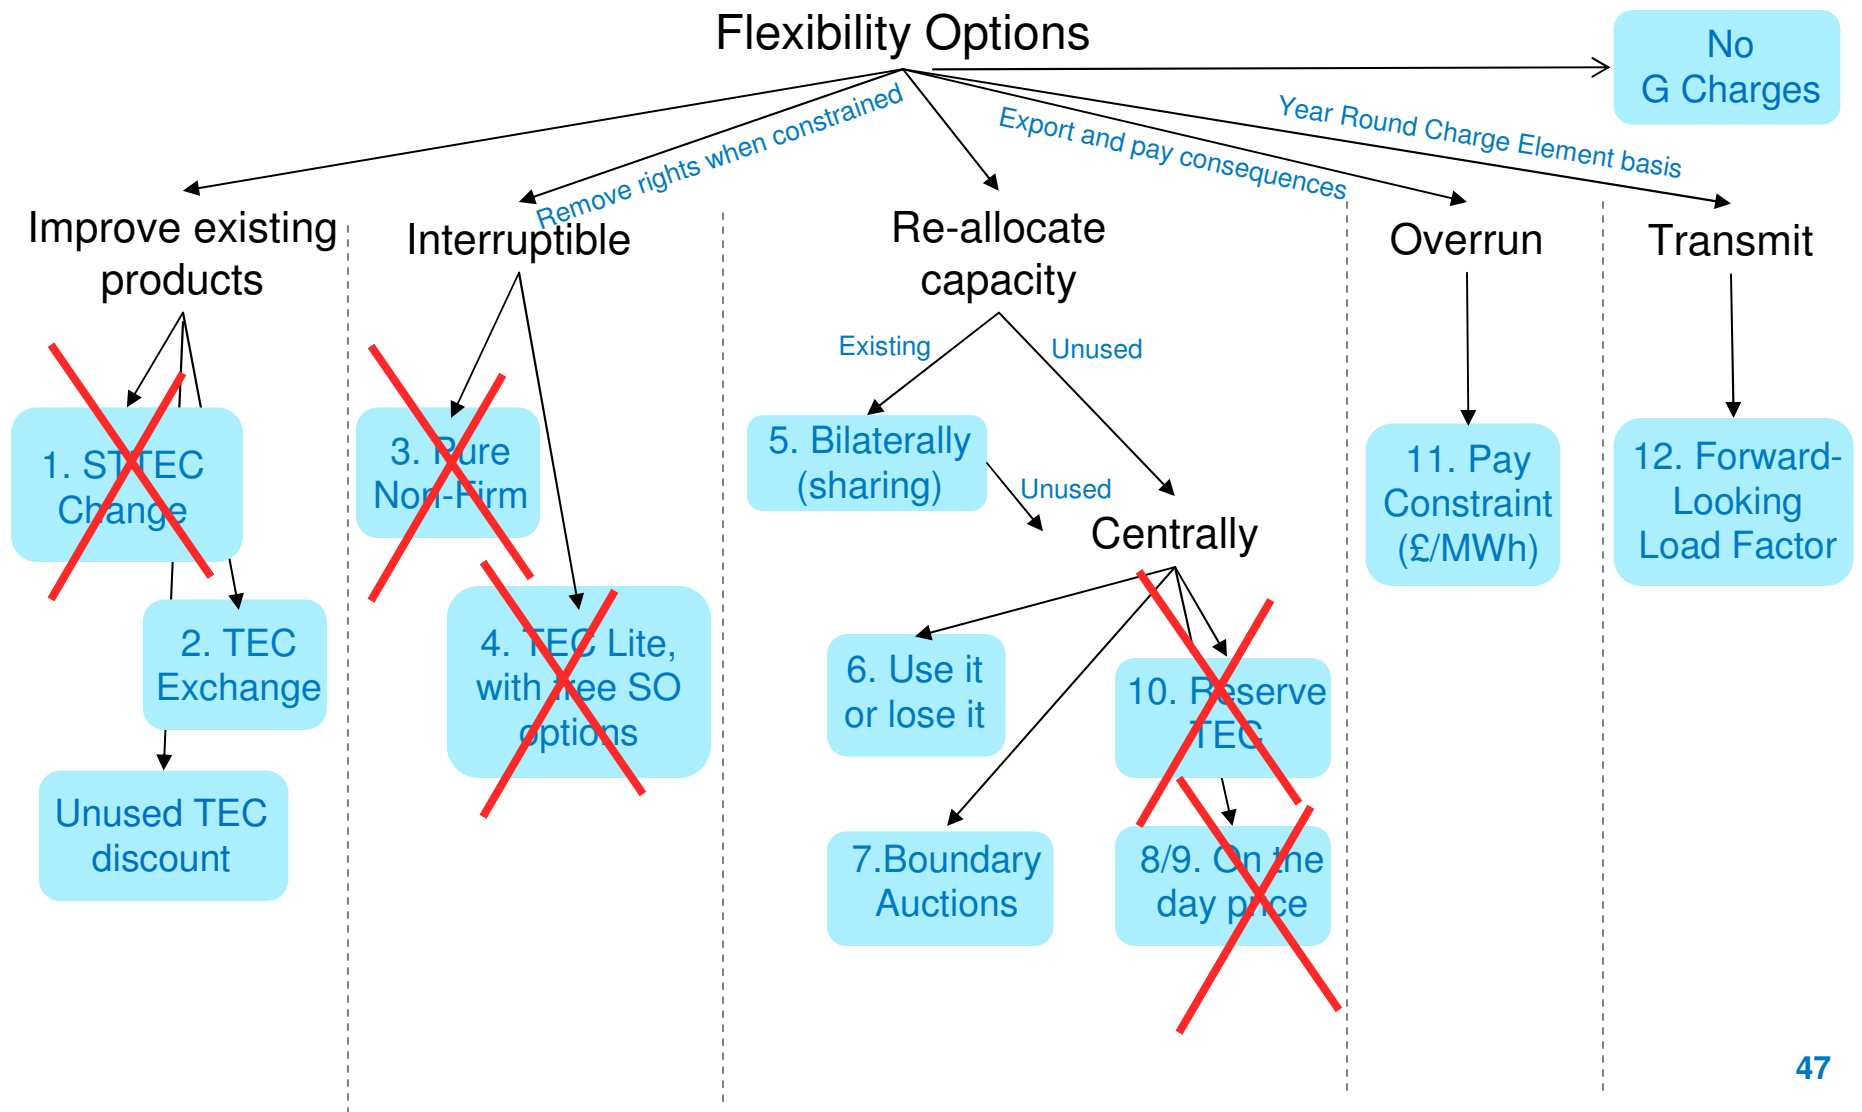 Flexibility Options
No
G Charges
Remove rights when constrained
Export and pay consequences
Year Round Charge Element basis
Improve existing
products
Interruptible
Re-allocate
capacity
Overrun
Transmit
Existing
Unused
1. STTEC
Change
2. TEC
Exchange
Unused TEC
discount
3. Pure
Non-Firm
4. TEC Lite,
with free SO
options
5. Bilaterally
(sharing)
Unused
Centrally
6. Use it
or lose it
7.Boundary
Auctions
10. Reserve
TEC
8/9. On the
day price
11. Pay
Constraint
(£/MWh)
12. Forward-
Looking
Load Factor
47